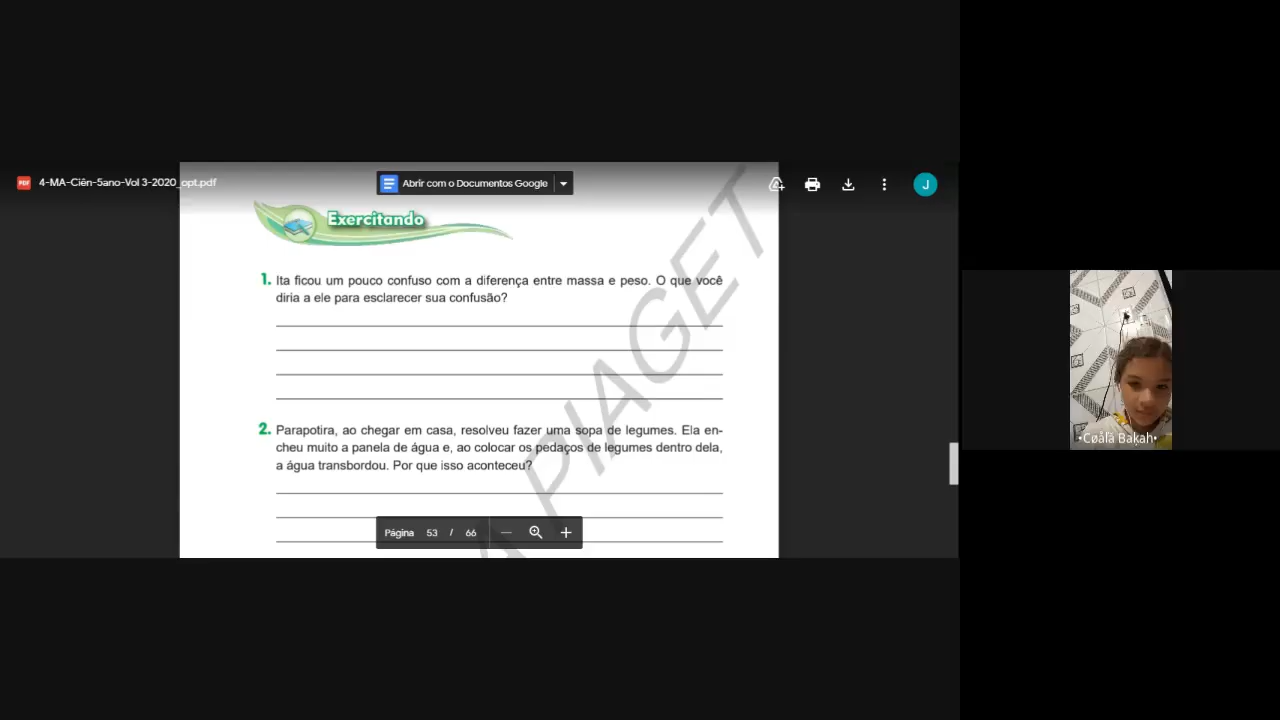 4-MA-Ciên-5ano-Vol 3-2020_opt.pdf
Abrir com o Documentos Google
J
Exercitando
1. Ita ficou um pouco confuso com a diferença entre massa e peso. O que você
diria a ele para esclarecer sua confusão?
2. Parapotira, ao chegar em casa, resolveu fazer uma sopa de legumes. Ela en-
cheu muito a panela de água e, ao colocar os pedaços de legumes dentro dela,
a água transbordou. Por que isso aconteceu?
PIAGET
Página 53 / 66